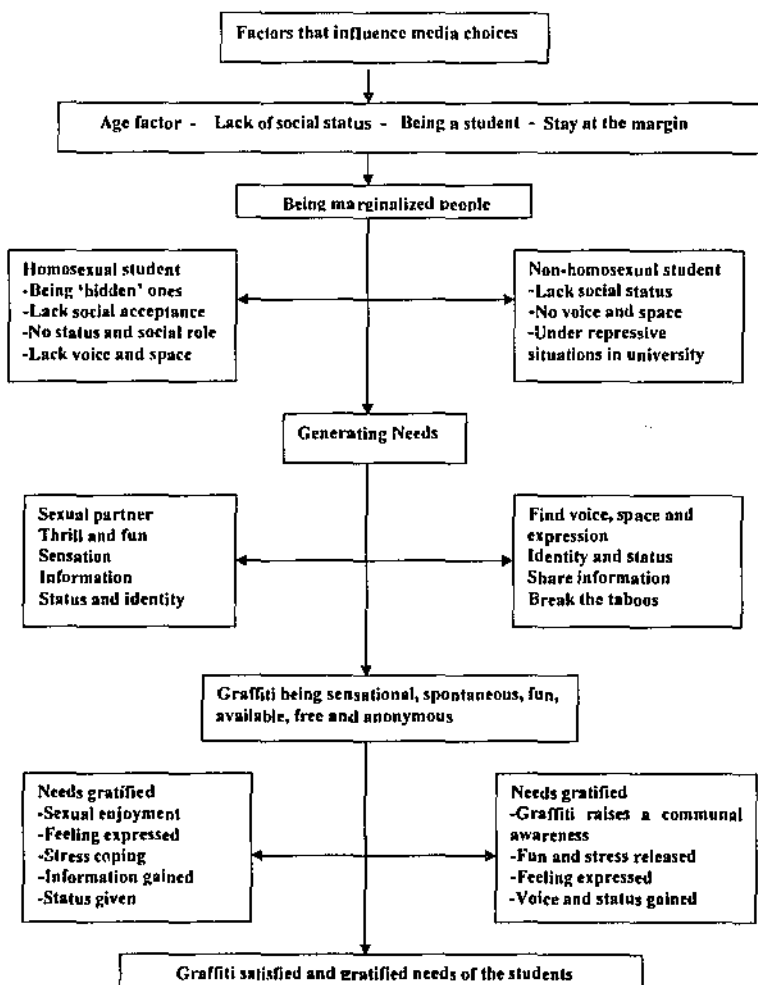 Factors that influence media choices
Age factor - Lack of social status - Being a student - Stay at the margin
Being marginalized people
Homosexual student
-Being 'hidden' ones
-Lack social acceptance
-No status and social role
-Lack voice and space
Non-homosexual student
-Lack social status
-No voice and space
-Under repressive
situations in university
Generating Needs
Sexual partner
Thrill and fun
Sensation
Information
Status and identity
Find voice, space and
expression
Identity and status
Share information
Break the taboos
Graffiti being sensational, spontaneous, fun,
available, free and anonymous
Needs gratified
-Sexual enjoyment
-Feeling expressed
-Stress coping
-Information gained
-Status given
Needs gratified
-Graffiti raises a communal
awareness
-Fun and stress released
-Feeling expressed
-Voice and status gained
Graffiti satisfied and gratified needs of the students